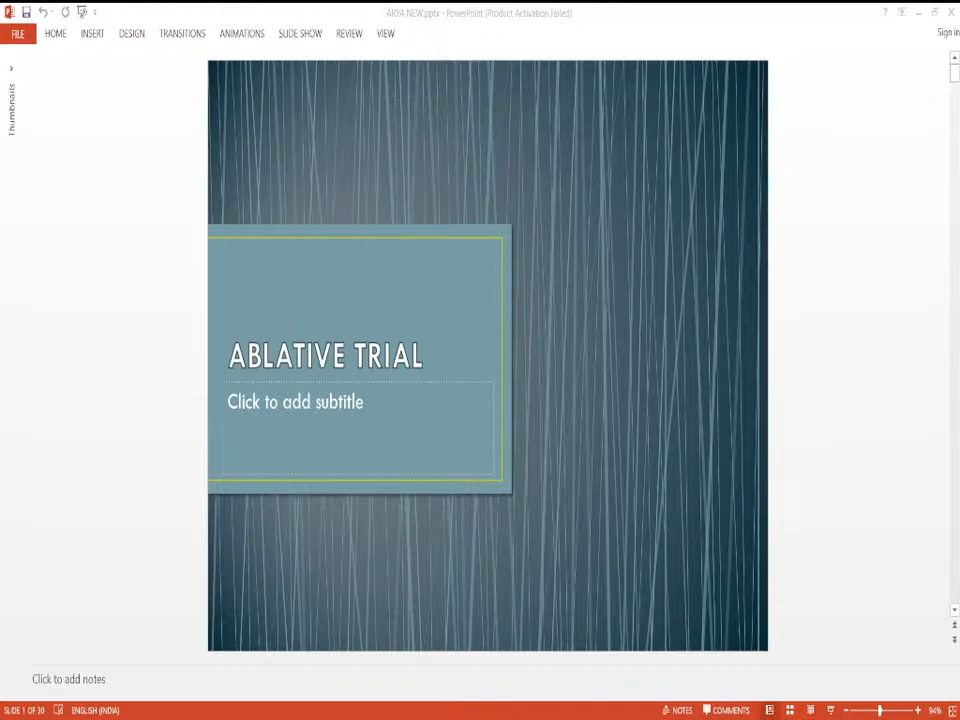 ARYA NEW.pptx - PowerPoint (Product Activation Failed)
FILE HOME INSERT DESIGN TRANSITIONS ANIMATIONS SLIDE SHOW REVIEW VIEW
Sign in
Thumbnails
ABLATIVE TRIAL
Click to add subtitle
Click to add notes
SLIDE 1 OF 30 ENGLISH (INDIA) NOTES COMMENTS 94%